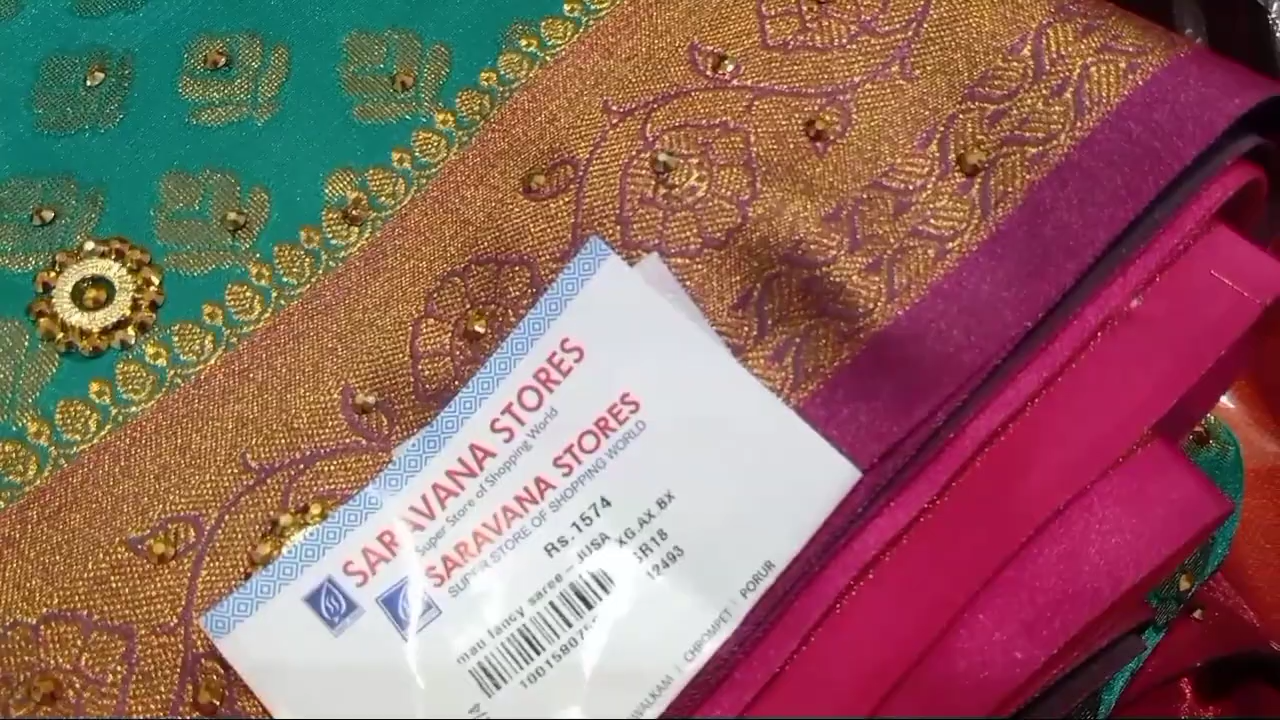 SARAVANA STORES
Super Store of Shopping World
SARAVANA STORES
SUPER STORE OF SHOPPING WORLD
Rs.1574
mau fancy saree - JUSA XG.AX.BX
SR18
12493
CHROMPET | PORUR